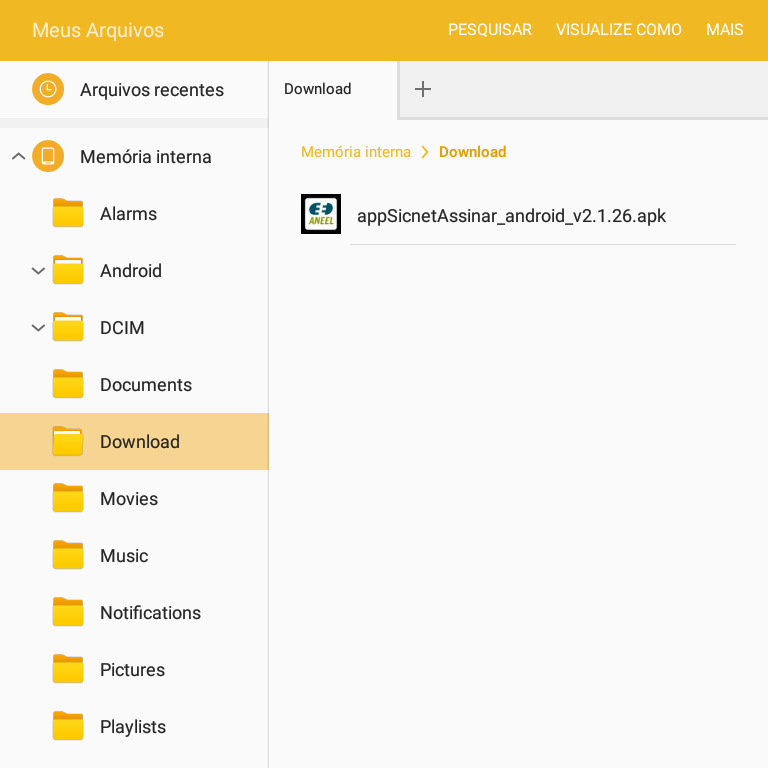 Meus Arquivos
PESQUISAR VISUALIZE COMO MAIS
Arquivos recentes
Memória interna
Alarms
Android
DCIM
Documents
Download
Movies
Music
Notifications
Pictures
Playlists
Download
Memória interna > Download
ANEEL
appSicnetAssinar_android_v2.1.26.apk